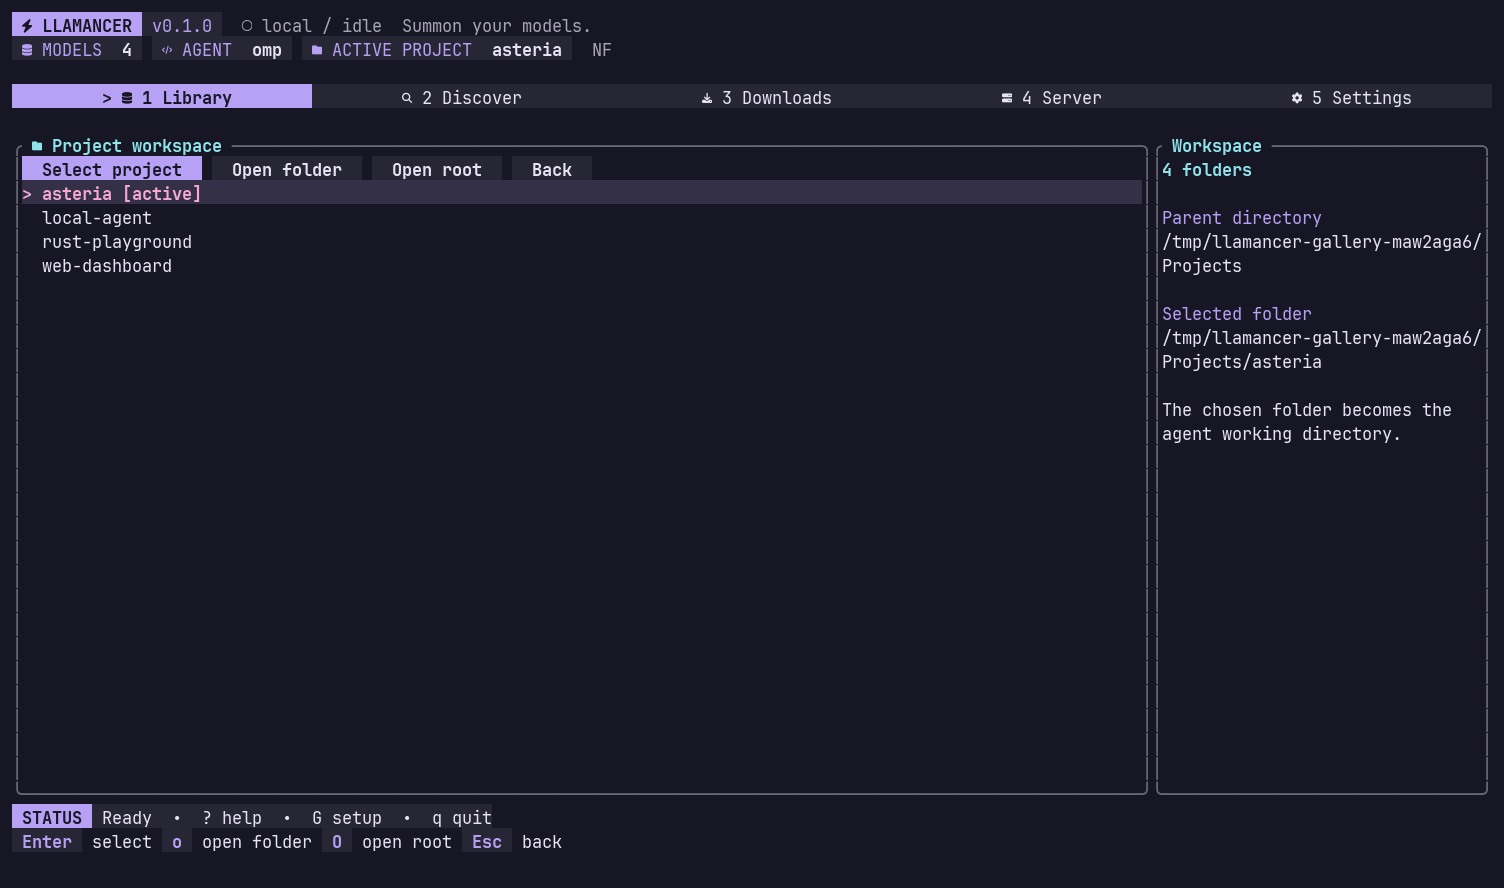 LLAMANCER v0.1.0 local / idle Summon your models.
MODELS 4 AGENT omp ACTIVE PROJECT asteria NF
> 1 Library 2 Discover 3 Downloads 4 Server 5 Settings
Project workspace
Select project Open folder Open root Back
> asteria [active]
local-agent
rust-playground
web-dashboard
Workspace
4 folders
Parent directory
/tmp/llamancer-gallery-maw2aga6/
Projects
Selected folder
/tmp/llamancer-gallery-maw2aga6/
Projects/asteria
The chosen folder becomes the
agent working directory.
STATUS Ready • ? help • G setup • q quit
Enter select o open folder O open root Esc back